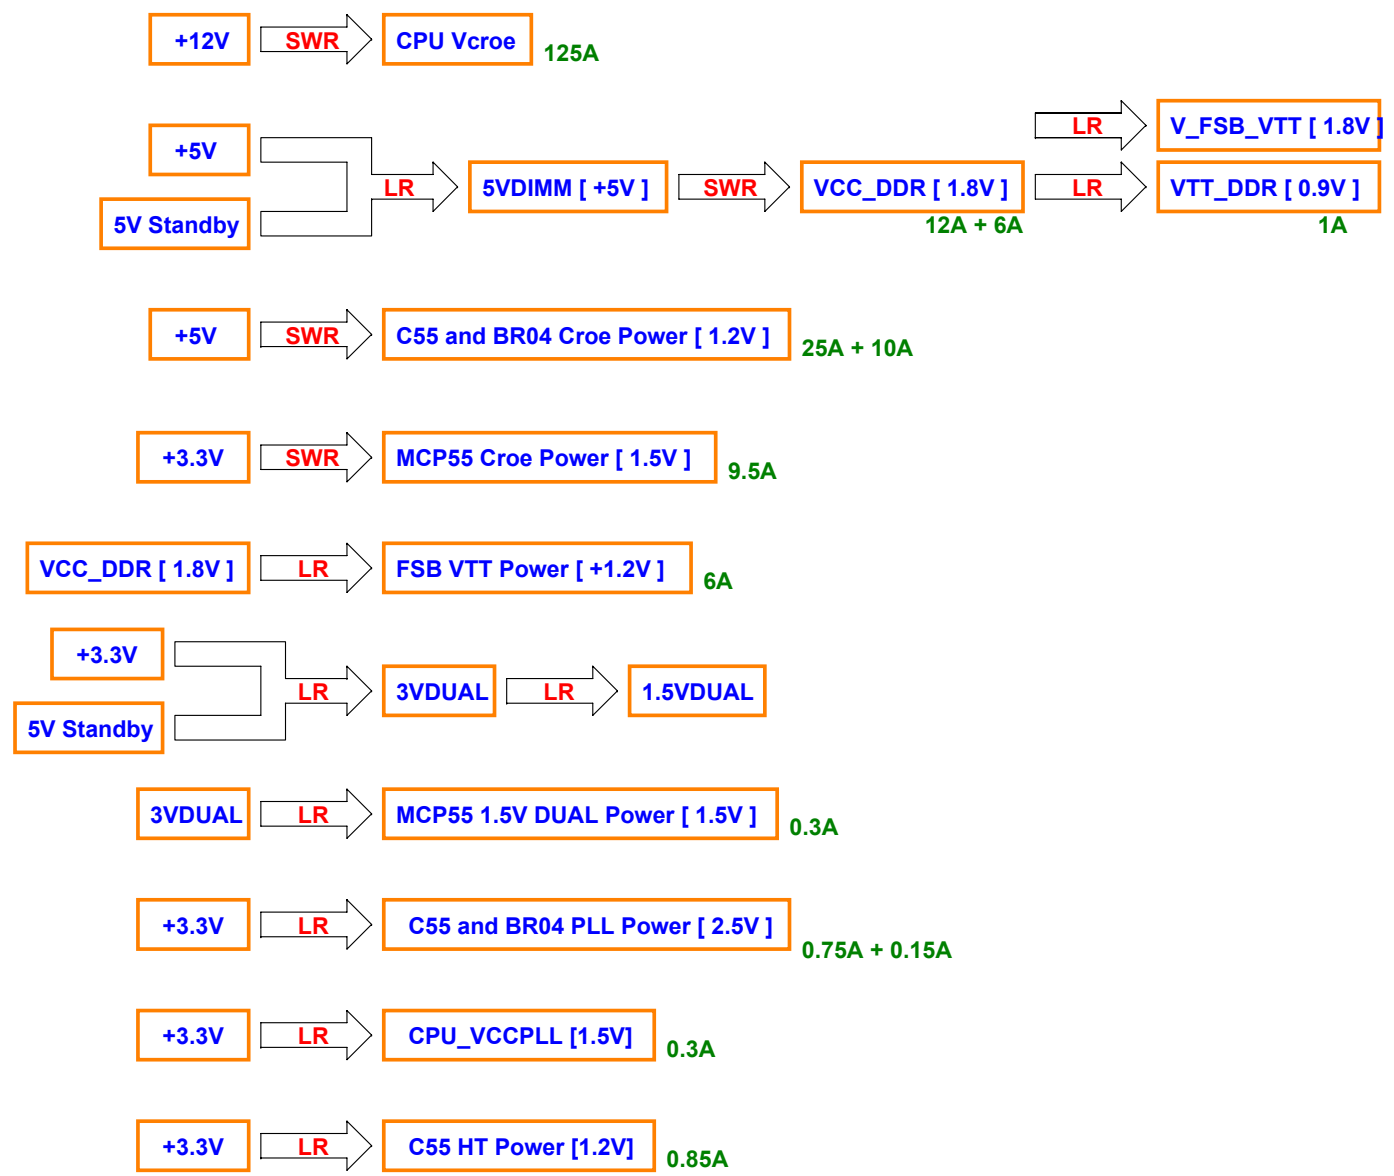 +12V SWR CPU Vcroe 125A
LR V_FSB_VTT [ 1.8V ]
+5V
5V Standby LR 5VDIMM [ +5V ] SWR VCC_DDR [ 1.8V ] LR VTT_DDR [ 0.9V ]
12A + 6A 1A
+5V SWR C55 and BR04 Croe Power [ 1.2V ] 25A + 10A
+3.3V SWR MCP55 Croe Power [ 1.5V ] 9.5A
VCC_DDR [ 1.8V ] LR FSB VTT Power [ +1.2V ] 6A
+3.3V
5V Standby LR 3VDUAL LR 1.5VDUAL
3VDUAL LR MCP55 1.5V DUAL Power [ 1.5V ] 0.3A
+3.3V LR C55 and BR04 PLL Power [ 2.5V ] 0.75A + 0.15A
+3.3V LR CPU_VCCPLL [1.5V] 0.3A
+3.3V LR C55 HT Power [1.2V] 0.85A